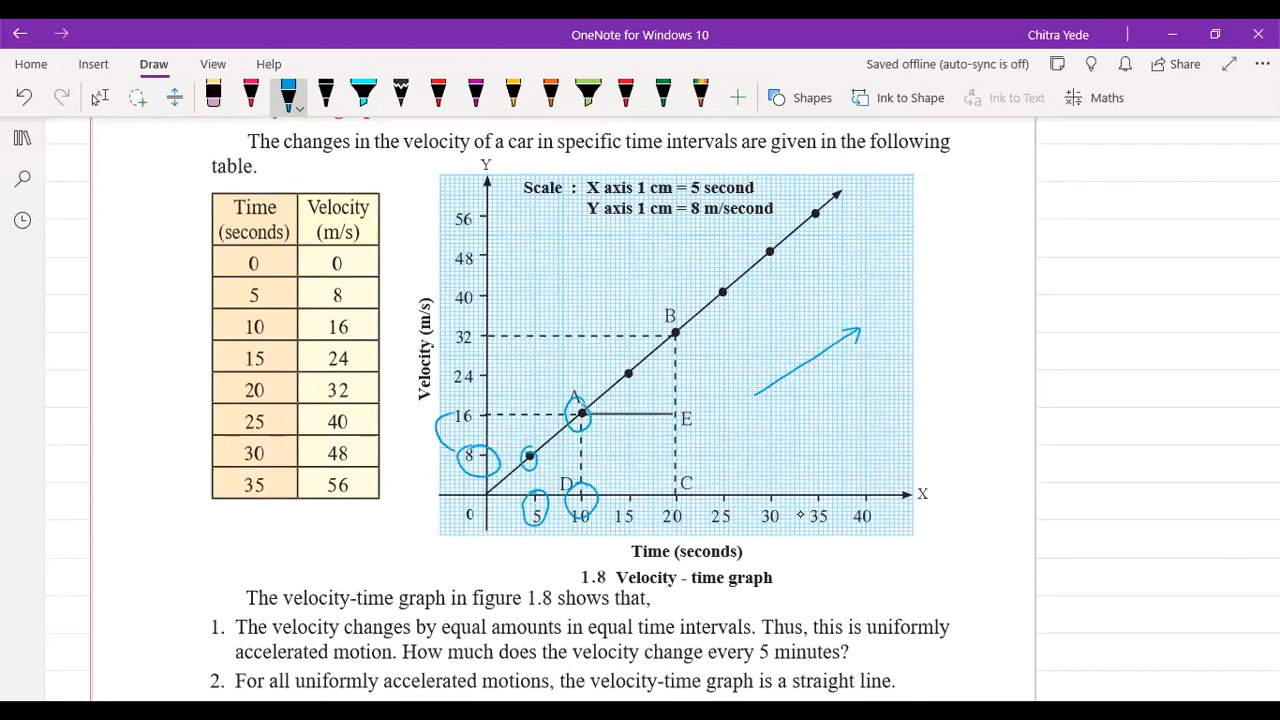 OneNote for Windows 10
Chitra Yede
Home Insert Draw View Help
Saved offline (auto-sync is off)
Share
Shapes
Ink to Shape
Ink to Text
Maths
The changes in the velocity of a car in specific time intervals are given in the following
table.
Time (seconds) Velocity (m/s)
0 0
5 8
10 16
15 24
20 32
25 40
30 48
35 56
Y
Scale : X axis 1 cm = 5 second
Y axis 1 cm = 8 m/second
56
48
40
32
24
16
8
Velocity (m/s)
B
A
E
D
C
X
0 5 10 15 20 25 30 35 40
Time (seconds)
1.8 Velocity - time graph
The velocity-time graph in figure 1.8 shows that,
1. The velocity changes by equal amounts in equal time intervals. Thus, this is uniformly
accelerated motion. How much does the velocity change every 5 minutes?
2. For all uniformly accelerated motions, the velocity-time graph is a straight line.